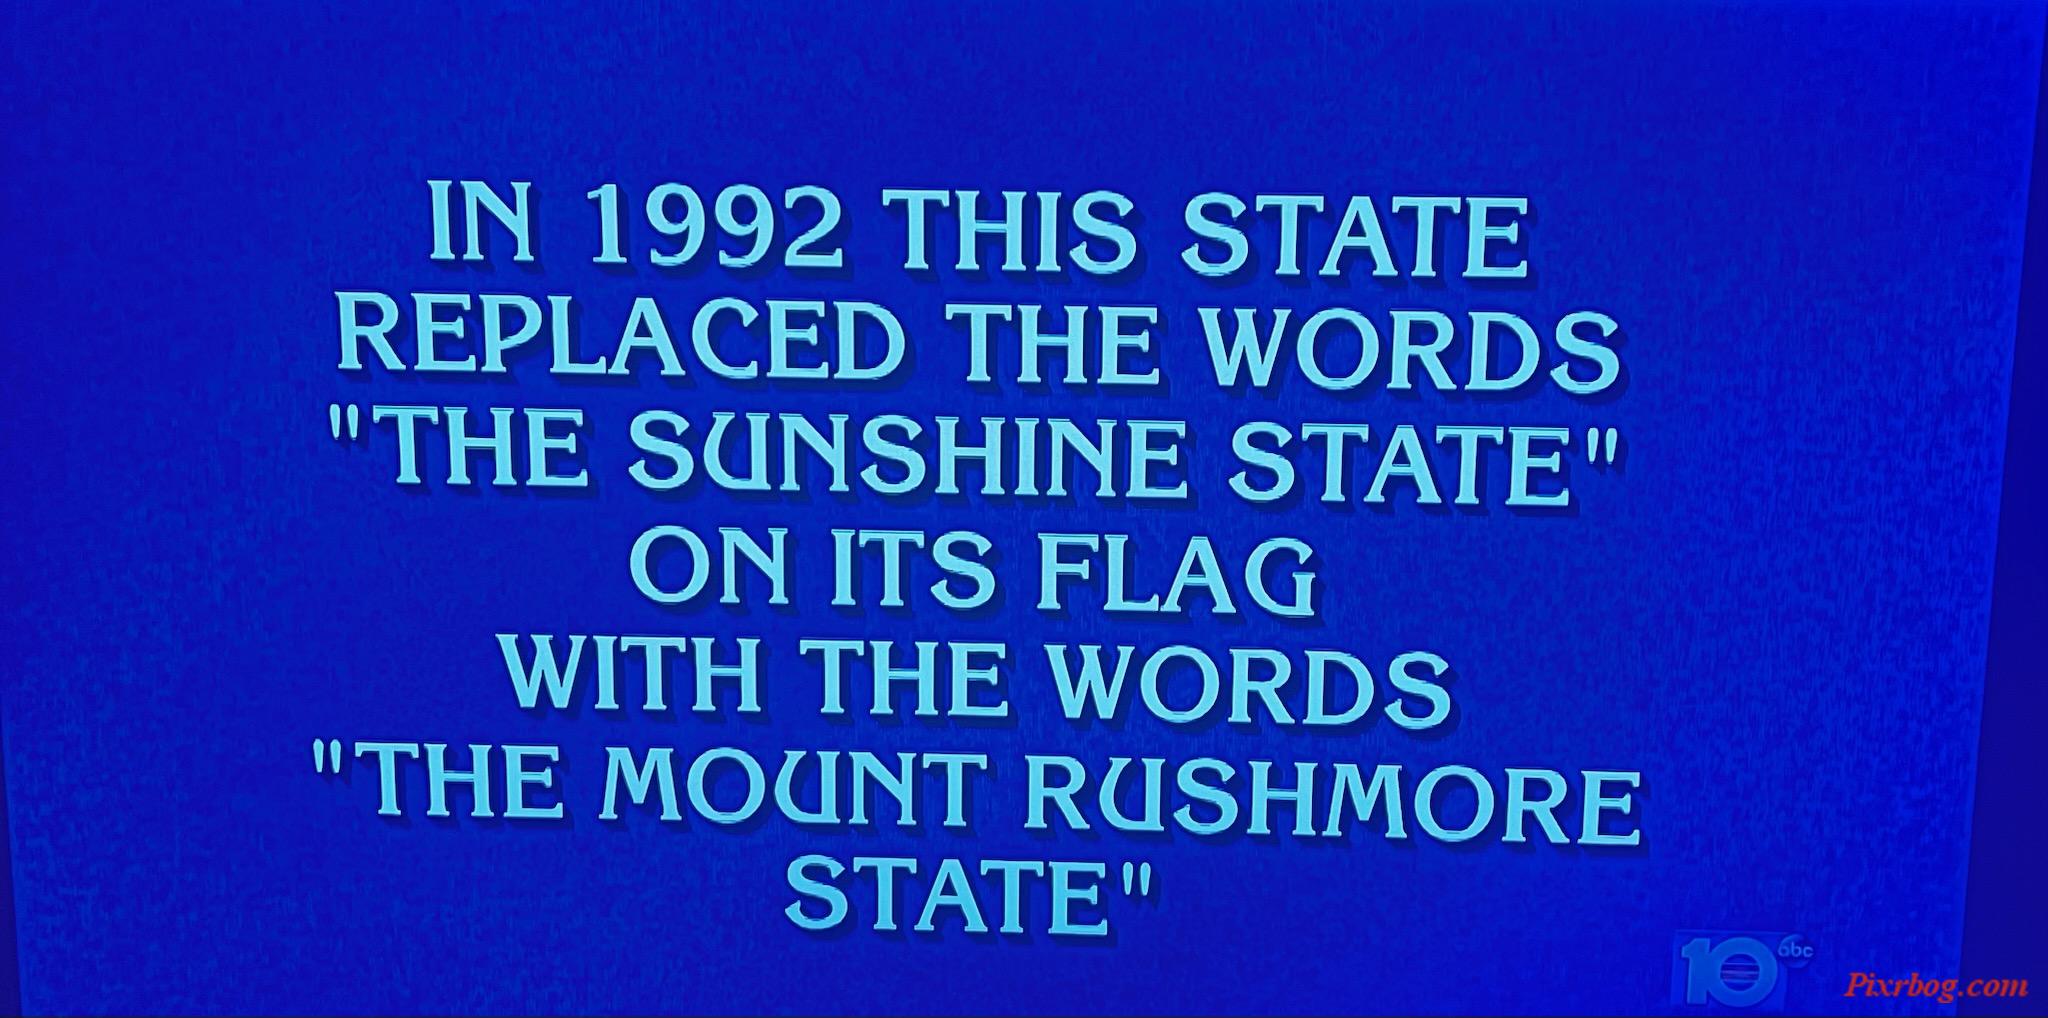 IN 1992 THIS STATE
REPLACED THE WORDS
"THE SUNSHINE STATE"
ON ITS FLAG
WITH THE WORDS
"THE MOUNT RUSHMORE
STATE"
10 abc
Pixrbog.com